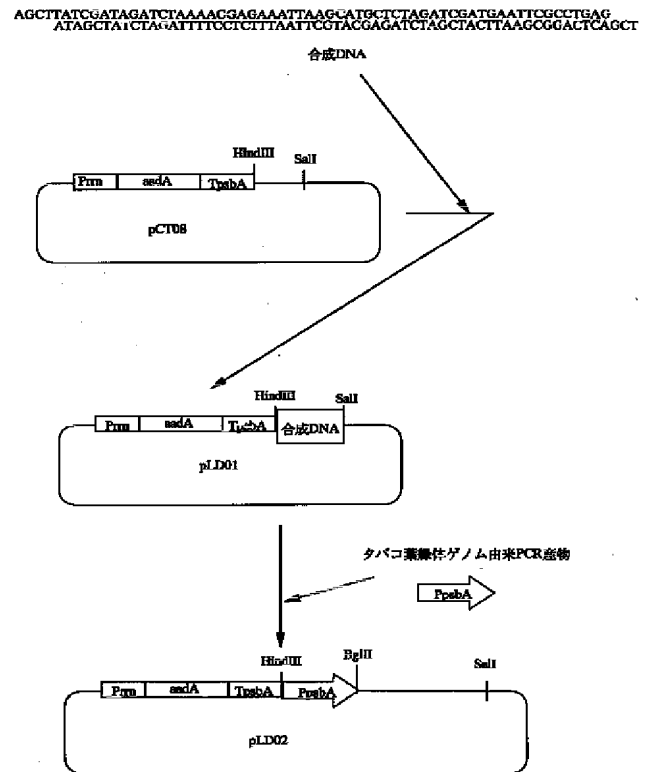 AGCTTATCGATAGATCTAAAACGAGAAATTAAGCATGCTCTAGATCGATGAATTCGCCTGAG
ATAGCTATCTAGATTTTCCTCTTTAATTCGTACGAGATCTAGCTACTTAAGCGGACTCAGCT
合成DNA
HindIII
SalI
Prrn
aadA
TpsbA
pCT08
HindIII
SalI
Prrn
aadA
TpsbA
合成DNA
pLD01
タバコ葉緑体ゲノム由来PCR産物
PpsbA
HindIII
BglII
SalI
Prrn
aadA
TpsbA
PpsbA
pLD02